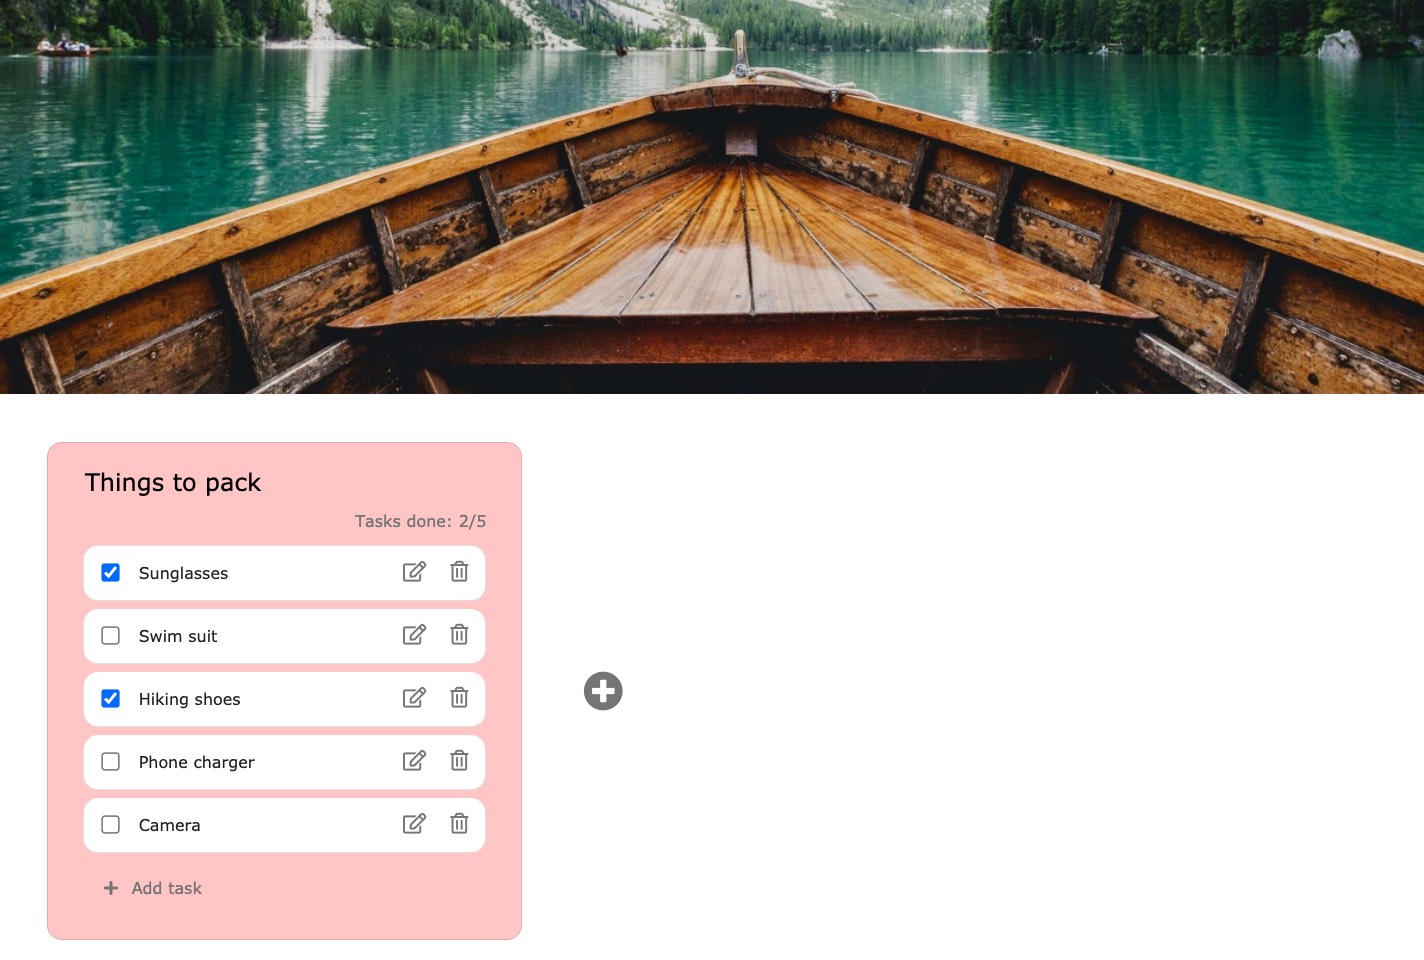 Things to pack
Tasks done: 2/5
Sunglasses
Swim suit
Hiking shoes
Phone charger
Camera
Add task